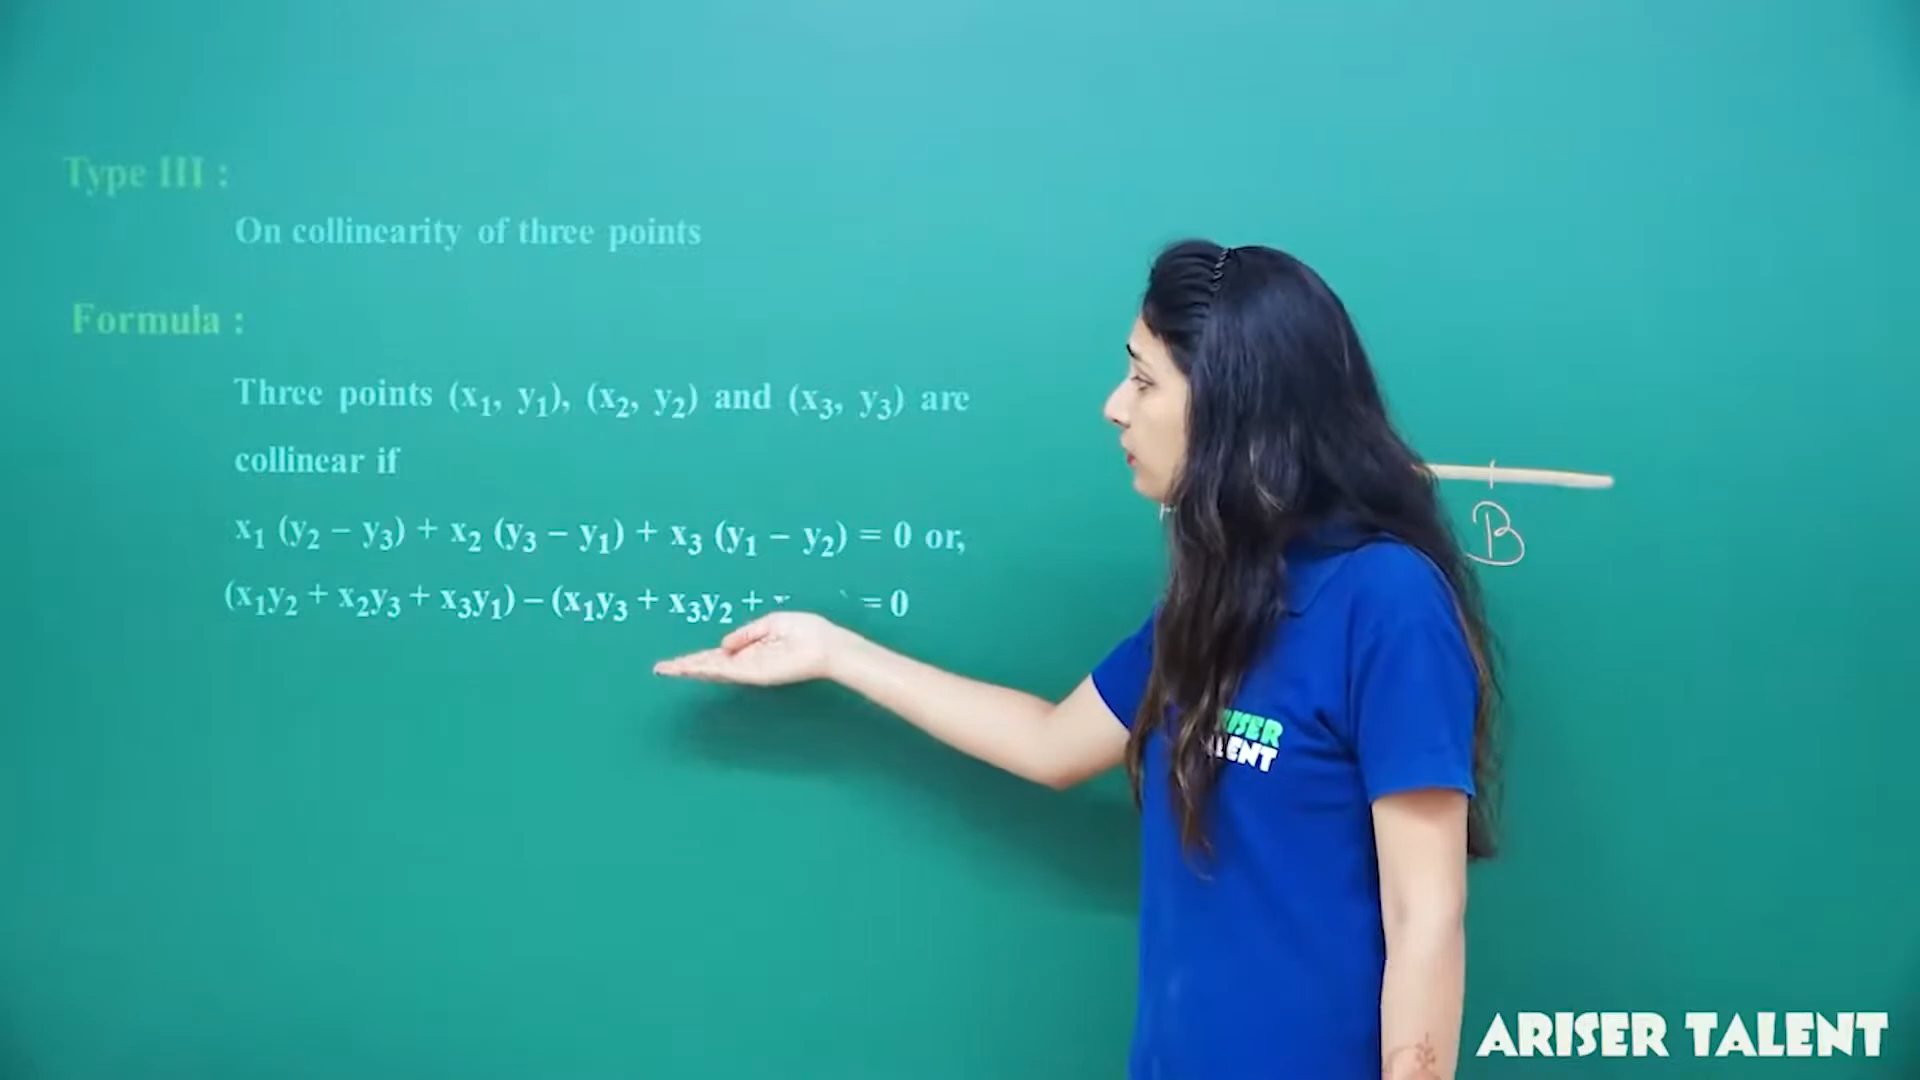 Type III :
On collinearity of three points
Formula :
Three points (x₁, y₁), (x₂, y₂) and (x₃, y₃) are
collinear if
x₁ (y₂ – y₃) + x₂ (y₃ – y₁) + x₃ (y₁ – y₂) = 0 or,
(x₁y₂ + x₂y₃ + x₃y₁) – (x₁y₃ + x₃y₂ + = 0
B
ARISER TALENT